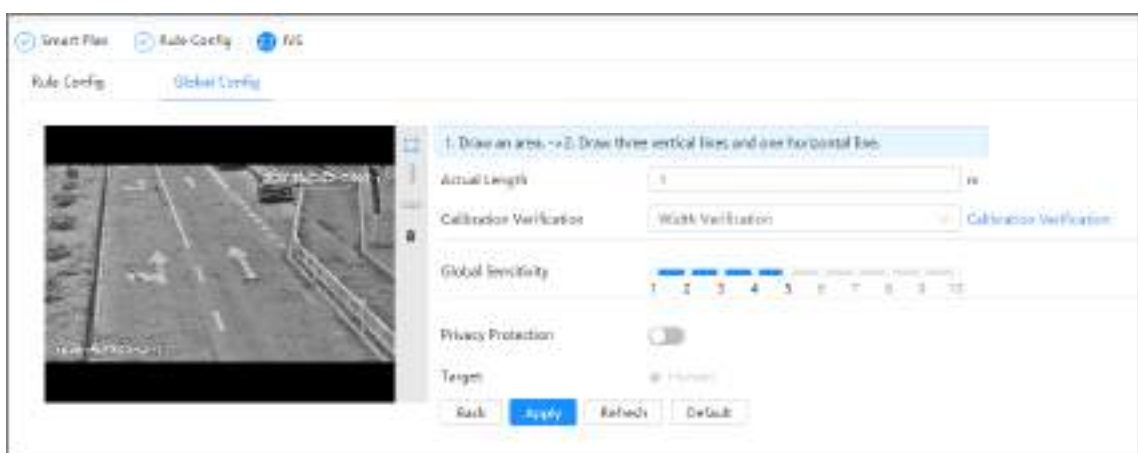 Smart Plan Rule Config IVS
Rule Config Global Config
1. Draw an area. -->2. Draw three vertical lines and one horizontal line.
Actual Length 1 m
Calibration Verification Width Verification Calibration Verification
Global Sensitivity
1 2 3 4 5 6 7 8 9 10
Privacy Protection
Target Human
Back Apply Refresh Default